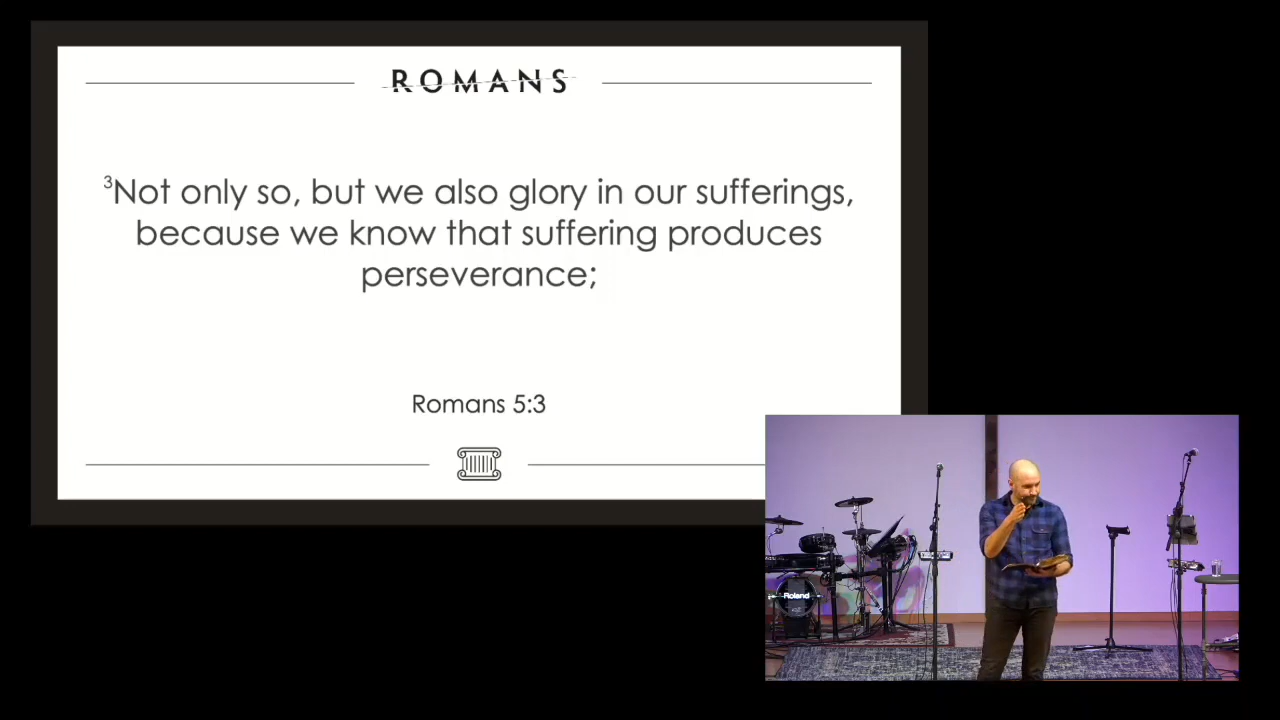 ROMANS
³Not only so, but we also glory in our sufferings,
because we know that suffering produces
perseverance;
Romans 5:3
Roland